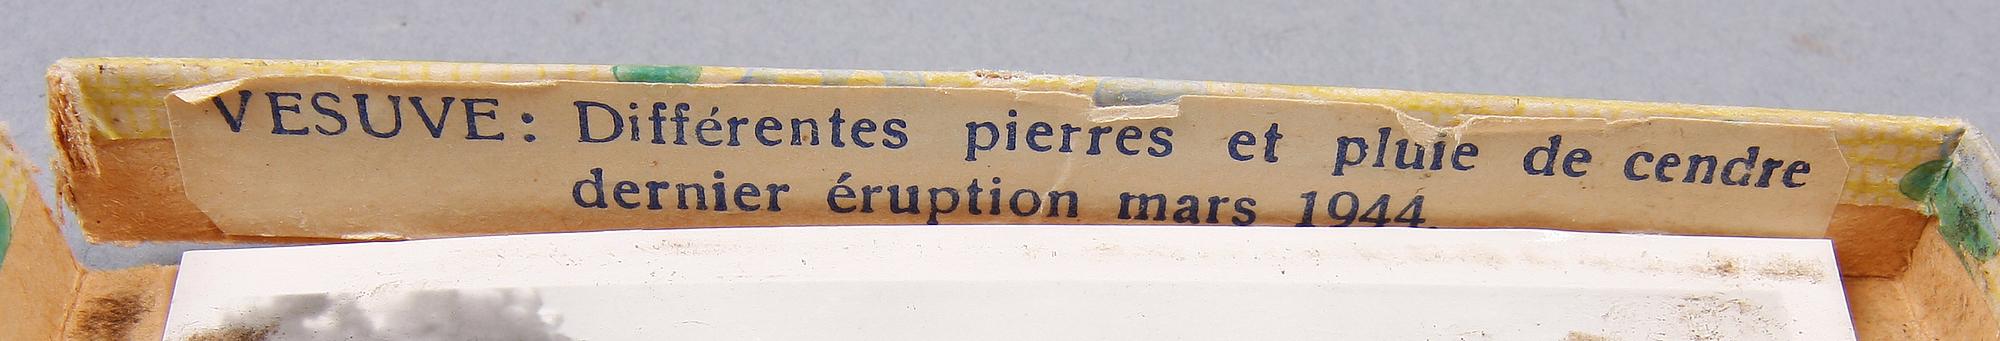 VESUVE: Différentes pierres et pluie de cendre
dernier éruption mars 1944.